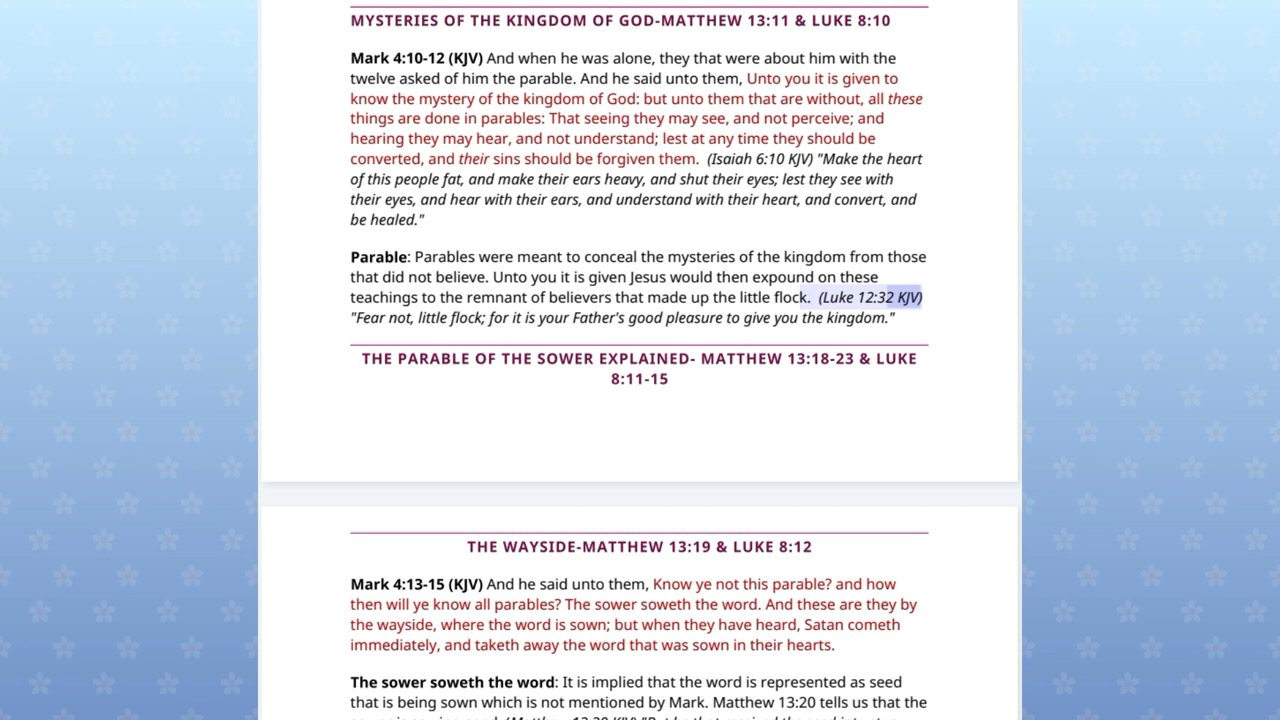 MYSTERIES OF THE KINGDOM OF GOD-MATTHEW 13:11 & LUKE 8:10
Mark 4:10-12 (KJV) And when he was alone, they that were about him with the
twelve asked of him the parable. And he said unto them, Unto you it is given to
know the mystery of the kingdom of God: but unto them that are without, all these
things are done in parables: That seeing they may see, and not perceive; and
hearing they may hear, and not understand; lest at any time they should be
converted, and their sins should be forgiven them. (Isaiah 6:10 KJV) "Make the heart
of this people fat, and make their ears heavy, and shut their eyes; lest they see with
their eyes, and hear with their ears, and understand with their heart, and convert, and
be healed."
Parable: Parables were meant to conceal the mysteries of the kingdom from those
that did not believe. Unto you it is given Jesus would then expound on these
teachings to the remnant of believers that made up the little flock. (Luke 12:32 KJV)
"Fear not, little flock; for it is your Father's good pleasure to give you the kingdom."
THE PARABLE OF THE SOWER EXPLAINED- MATTHEW 13:18-23 & LUKE
8:11-15
THE WAYSIDE-MATTHEW 13:19 & LUKE 8:12
Mark 4:13-15 (KJV) And he said unto them, Know ye not this parable? and how
then will ye know all parables? The sower soweth the word. And these are they by
the wayside, where the word is sown; but when they have heard, Satan cometh
immediately, and taketh away the word that was sown in their hearts.
The sower soweth the word: It is implied that the word is represented as seed
that is being sown which is not mentioned by Mark. Matthew 13:20 tells us that the